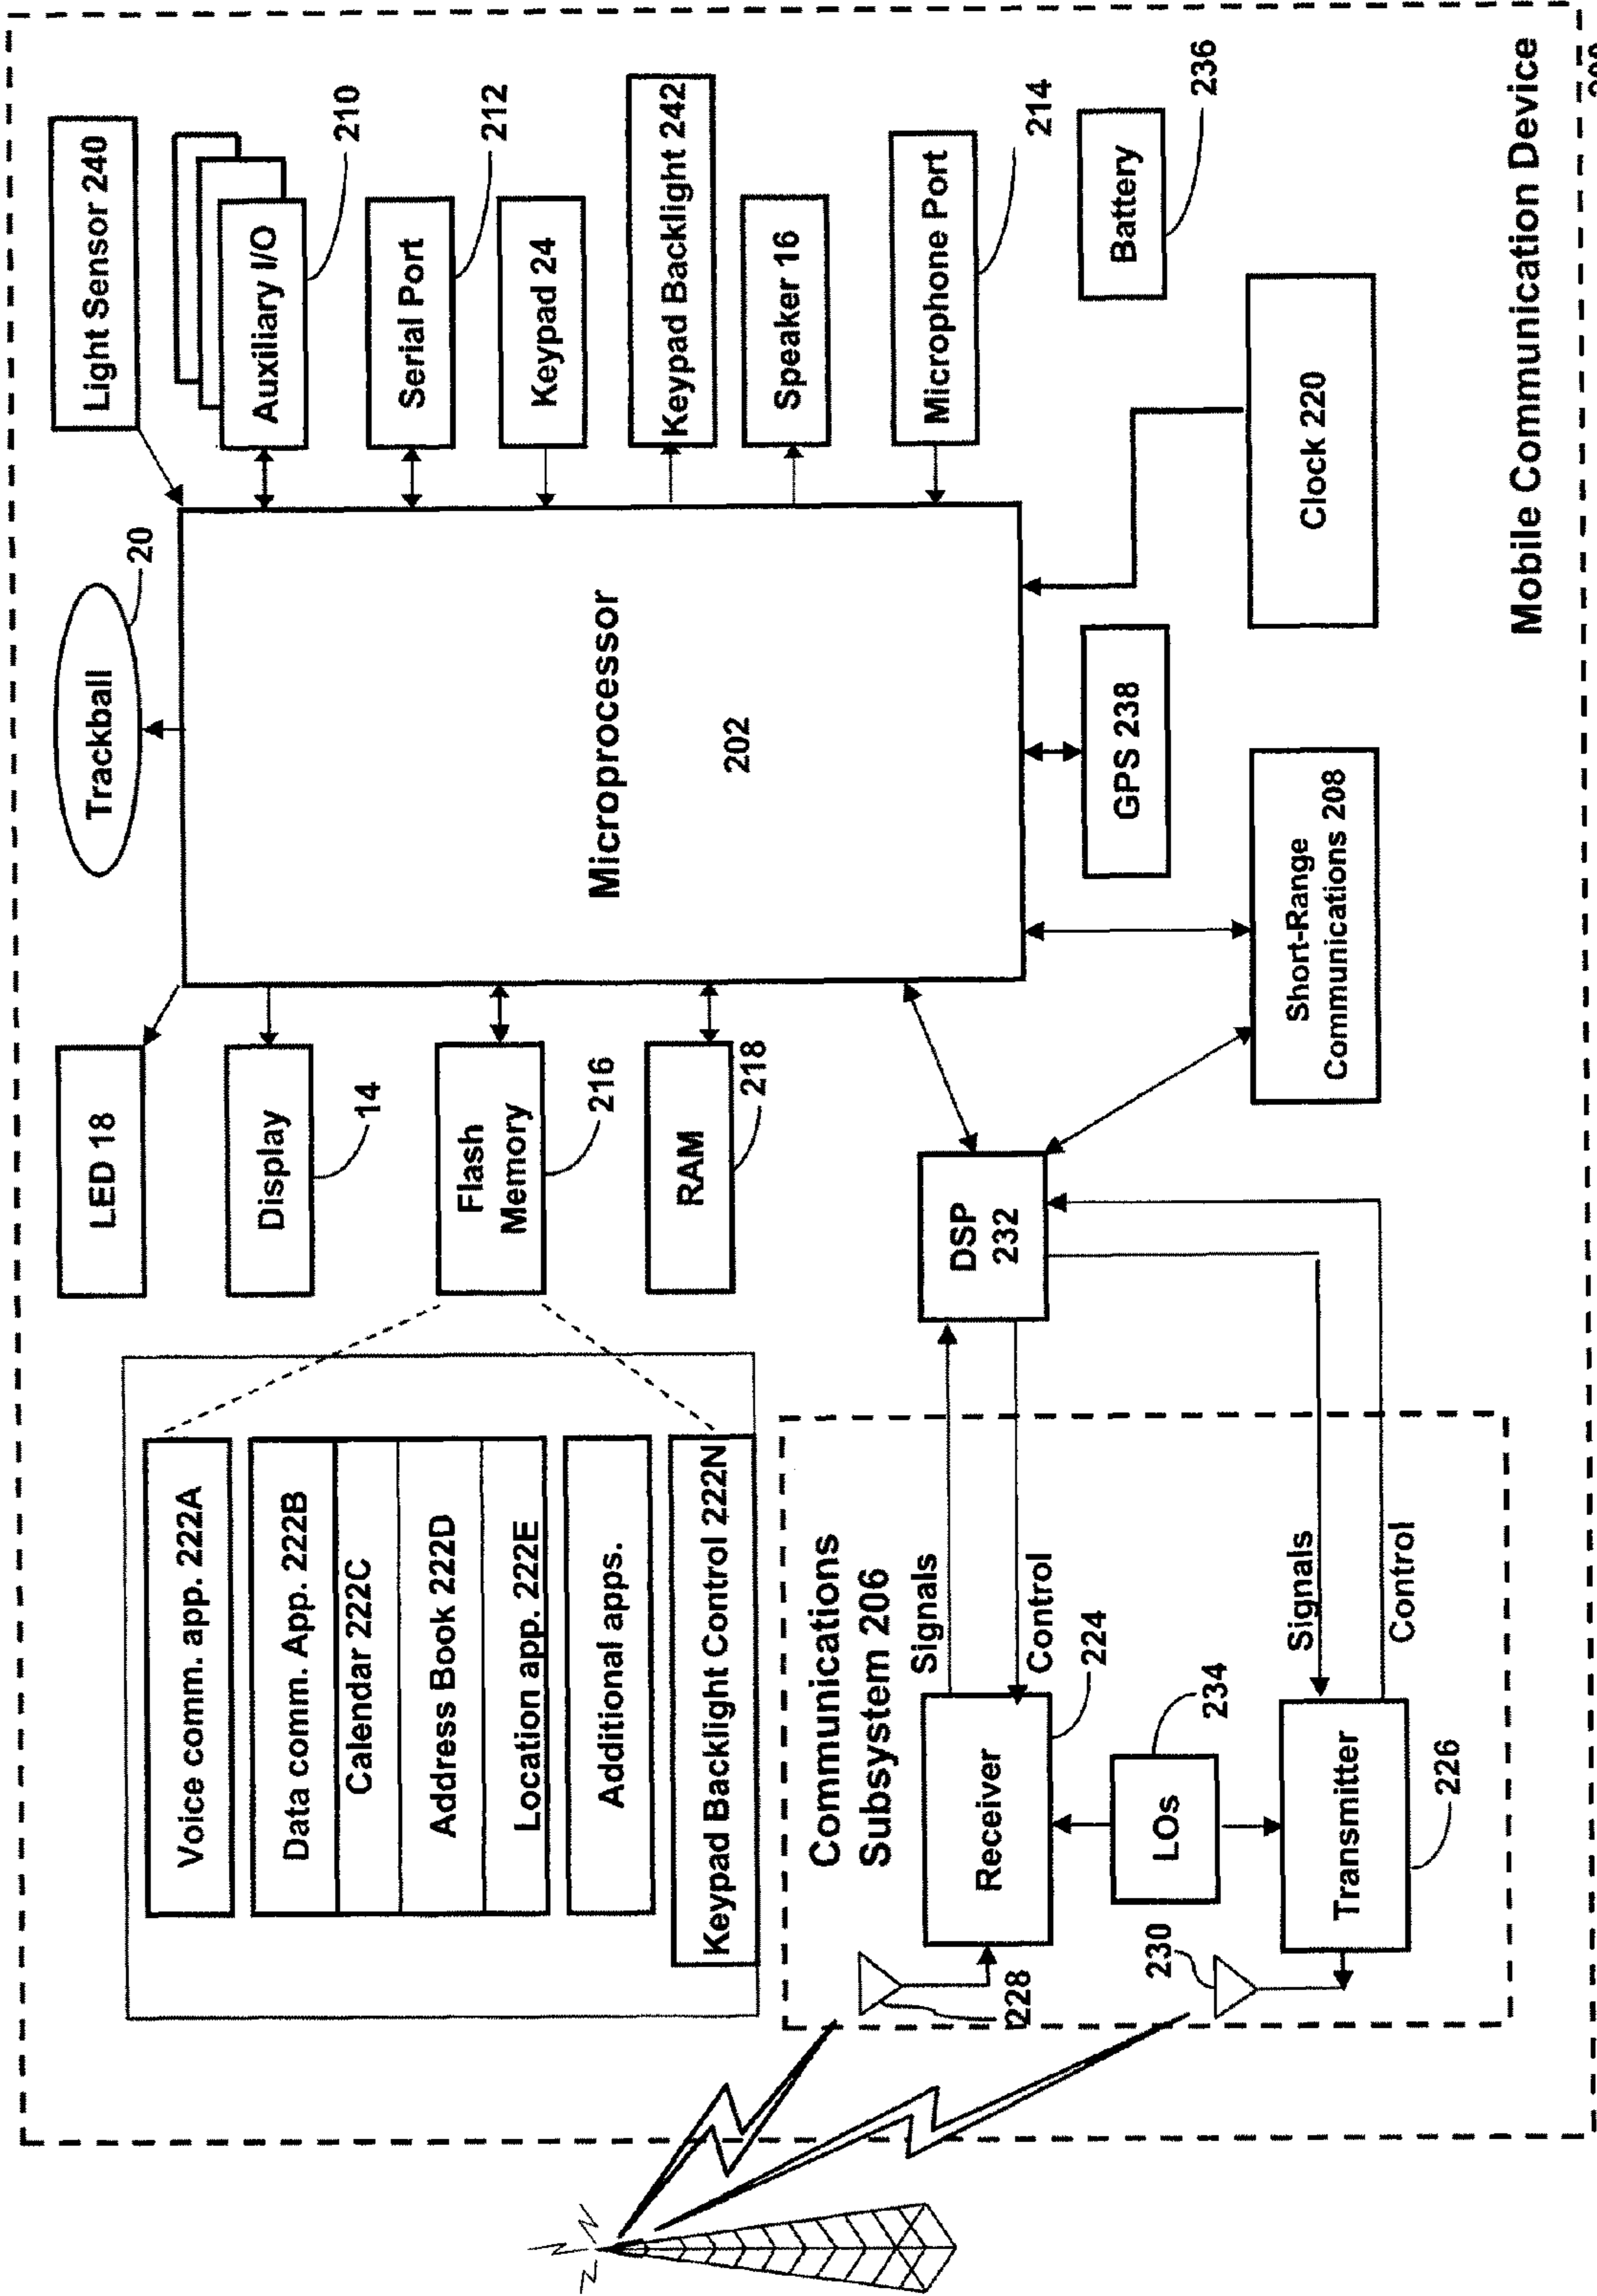 Voice comm. app. 222A
Data comm. App. 222B
Calendar 222C
Address Book 222D
Location app. 222E
Additional apps.
Keypad Backlight Control 222N
LED 18
Display
14
Flash
Memory
216
RAM
218
Trackball
20
Microprocessor
202
Light Sensor 240
Auxiliary I/O
210
Serial Port
212
Keypad 24
Keypad Backlight 242
Speaker 16
Microphone Port
214
Battery
236
Clock 220
GPS 238
Short-Range
Communications 208
DSP
232
Communications
Subsystem 206
Signals
Control
Receiver
224
228
LOs
234
Signals
Control
Transmitter
226
230
Mobile Communication Device